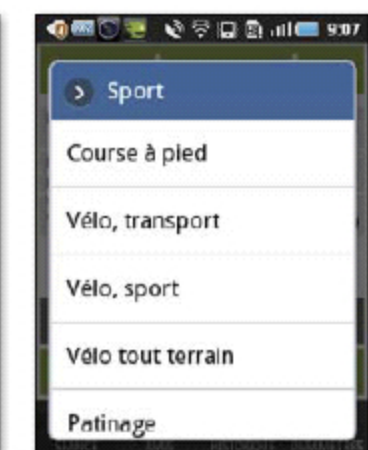 9:07
Sport
Course à pied
Vélo, transport
Vélo, sport
Vélo tout terrain
Patinage